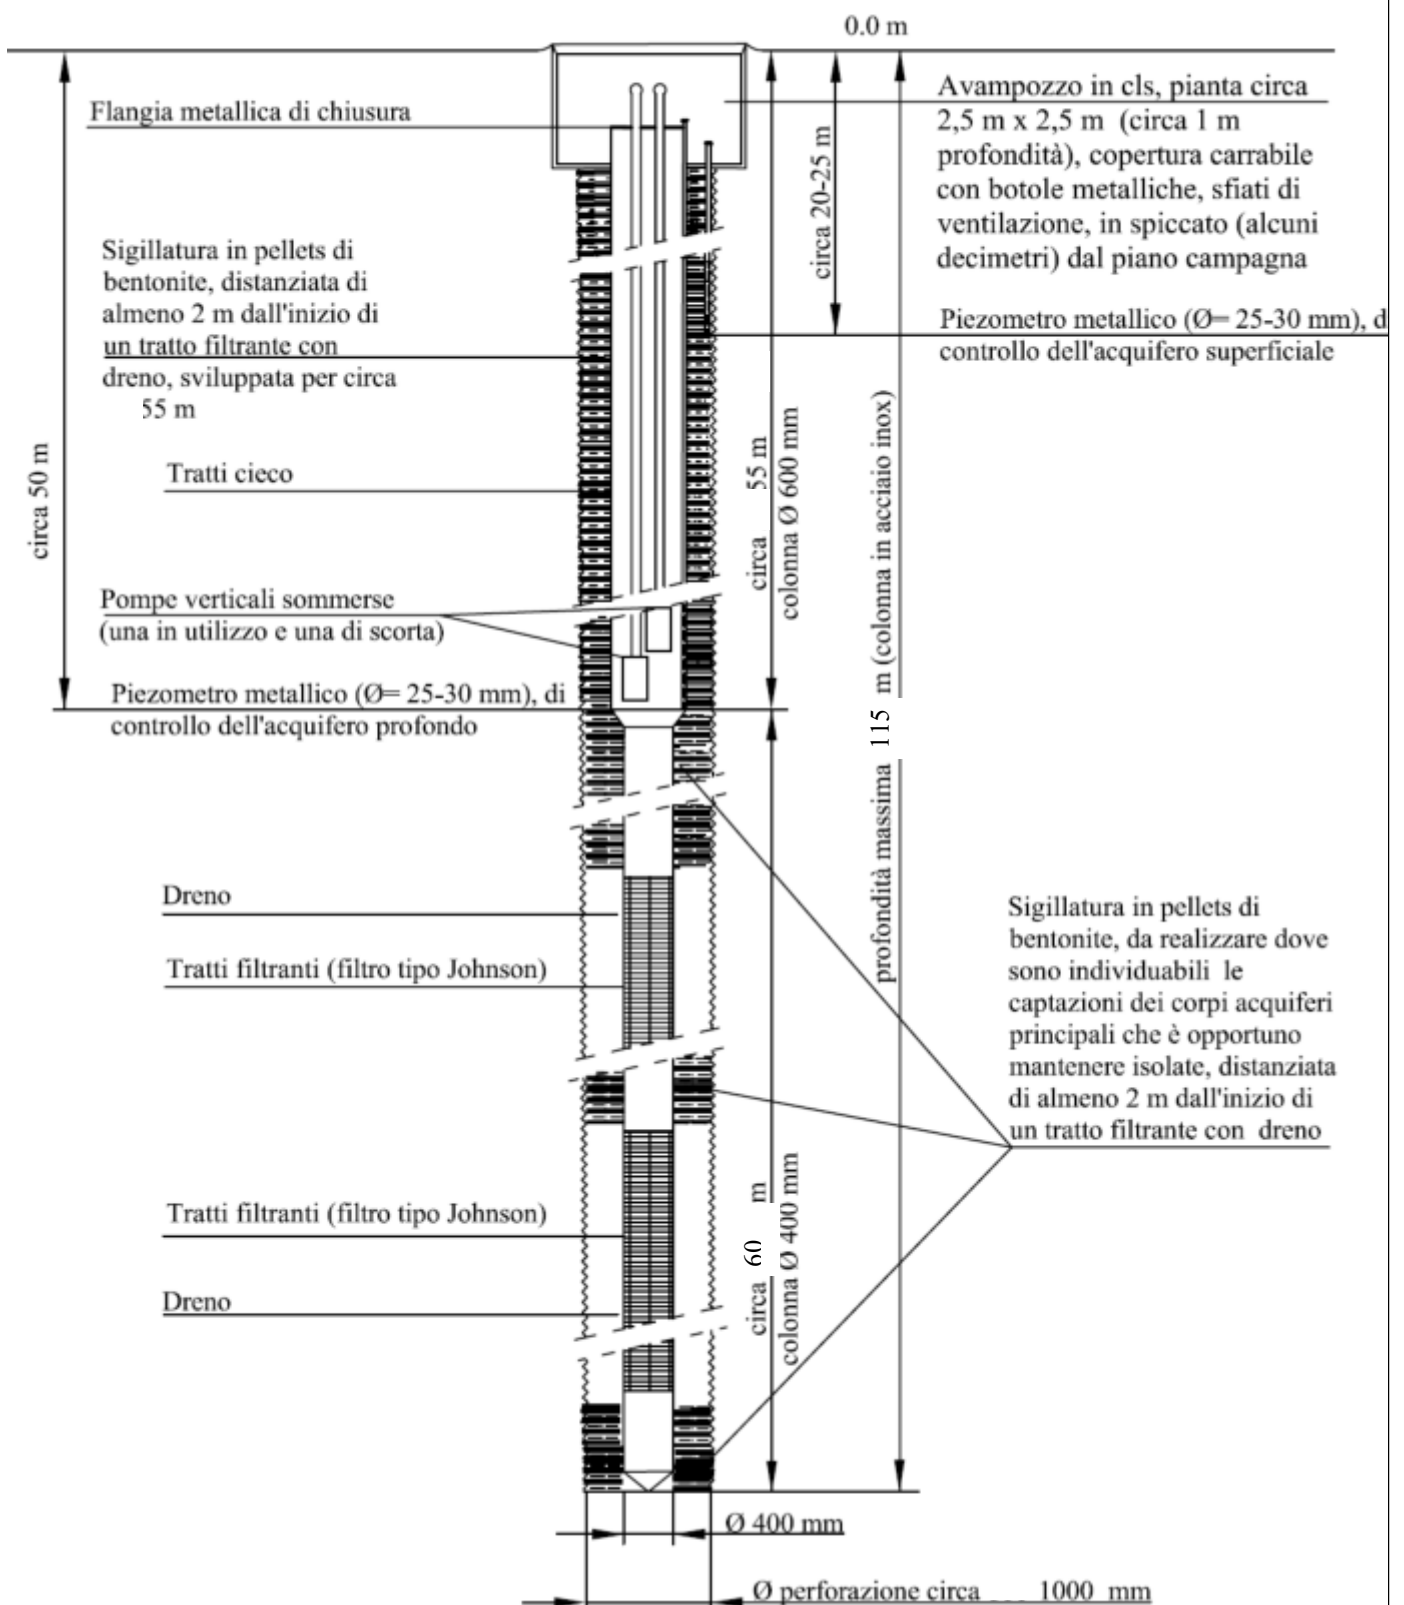 0.0 m
Flangia metallica di chiusura
Avampozzo in cls, pianta circa
2,5 m x 2,5 m (circa 1 m
profondità), copertura carrabile
con botole metalliche, sfiati di
ventilazione, in spiccato (alcuni
decimetri) dal piano campagna
circa 20-25 m
Sigillatura in pellets di
bentonite, distanziata di
almeno 2 m dall'inizio di
un tratto filtrante con
dreno, sviluppata per circa
55 m
Piezometro metallico (Ø= 25-30 mm), d
controllo dell'acquifero superficiale
circa 50 m
Tratti cieco
circa 55 m
colonna Ø 600 mm
profondità massima 115 m (colonna in acciaio inox)
Pompe verticali sommerse
(una in utilizzo e una di scorta)
Piezometro metallico (Ø= 25-30 mm), di
controllo dell'acquifero profondo
Dreno
Tratti filtranti (filtro tipo Johnson)
Sigillatura in pellets di
bentonite, da realizzare dove
sono individuabili le
captazioni dei corpi acquiferi
principali che è opportuno
mantenere isolate, distanziata
di almeno 2 m dall'inizio di
un tratto filtrante con dreno
Tratti filtranti (filtro tipo Johnson)
Dreno
circa 60 m
colonna Ø 400 mm
Ø 400 mm
Ø perforazione circa 1000 mm